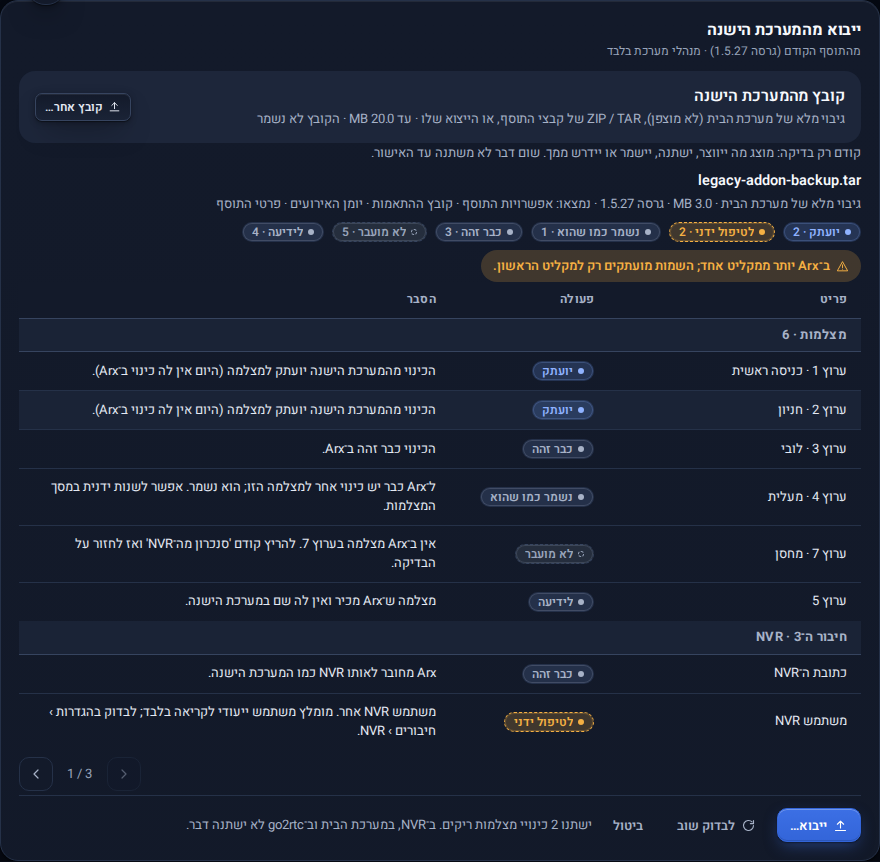 ייבוא מהמערכת הישנה
מהתוסף הקודם (גרסה 1.5.27) · מנהלי מערכת בלבד
קובץ מהמערכת הישנה
גיבוי מלא של מערכת הבית (לא מוצפן), ZIP / TAR של קבצי התוסף, או הייצוא שלו · עד 20.0 MB · הקובץ לא נשמר
קובץ אחר...
קודם רק בדיקה: מוצג מה ייווצר, ישתנה, יישמר או יידרש ממך. שום דבר לא משתנה עד האישור.
legacy-addon-backup.tar
גיבוי מלא של מערכת הבית · 3.0 MB · גרסה 1.5.27 · נמצאו: אפשרויות התוסף · קובץ ההתאמות · יומן האירועים · פרטי התוסף
יועתק · 2 לטיפול ידני · 2 נשמר כמו שהוא · 1 כבר זהה · 3 לא מועבר · 5 לידיעה · 4
ב־Arx יותר ממקליט אחד; השמות מועתקים רק למקליט הראשון.
פריט פעולה הסבר
מצלמות · 6
ערוץ 1 · כניסה ראשית יועתק הכינוי מהמערכת הישנה יועתק למצלמה (היום אין לה כינוי ב־Arx).
ערוץ 2 · חניון יועתק הכינוי מהמערכת הישנה יועתק למצלמה (היום אין לה כינוי ב־Arx).
ערוץ 3 · לובי כבר זהה הכינוי כבר זהה ב־Arx.
ערוץ 4 · מעלית נשמר כמו שהוא ל־Arx כבר יש כינוי אחר למצלמה הזו; הוא נשמר. אפשר לשנות ידנית במסך
המצלמות.
ערוץ 7 · מחסן לא מועבר אין ב־Arx מצלמה בערוץ 7. להריץ קודם 'סנכרון מה־NVR' ואז לחזור על
הבדיקה.
ערוץ 5 לידיעה מצלמה ש־Arx מכיר ואין לה שם במערכת הישנה.
חיבור ה־NVR · 3
כתובת ה־NVR כבר זהה Arx מחובר לאותו NVR כמו המערכת הישנה.
משתמש NVR לטיפול ידני משתמש NVR אחר. מומלץ משתמש ייעודי לקריאה בלבד; לבדוק בהגדרות ›
חיבורים › NVR.
1 / 3
ייבוא... לבדוק שוב ביטול ישתנו 2 כינויי מצלמות ריקים. ב־NVR, במערכת הבית וב־go2rtc לא ישתנה דבר.